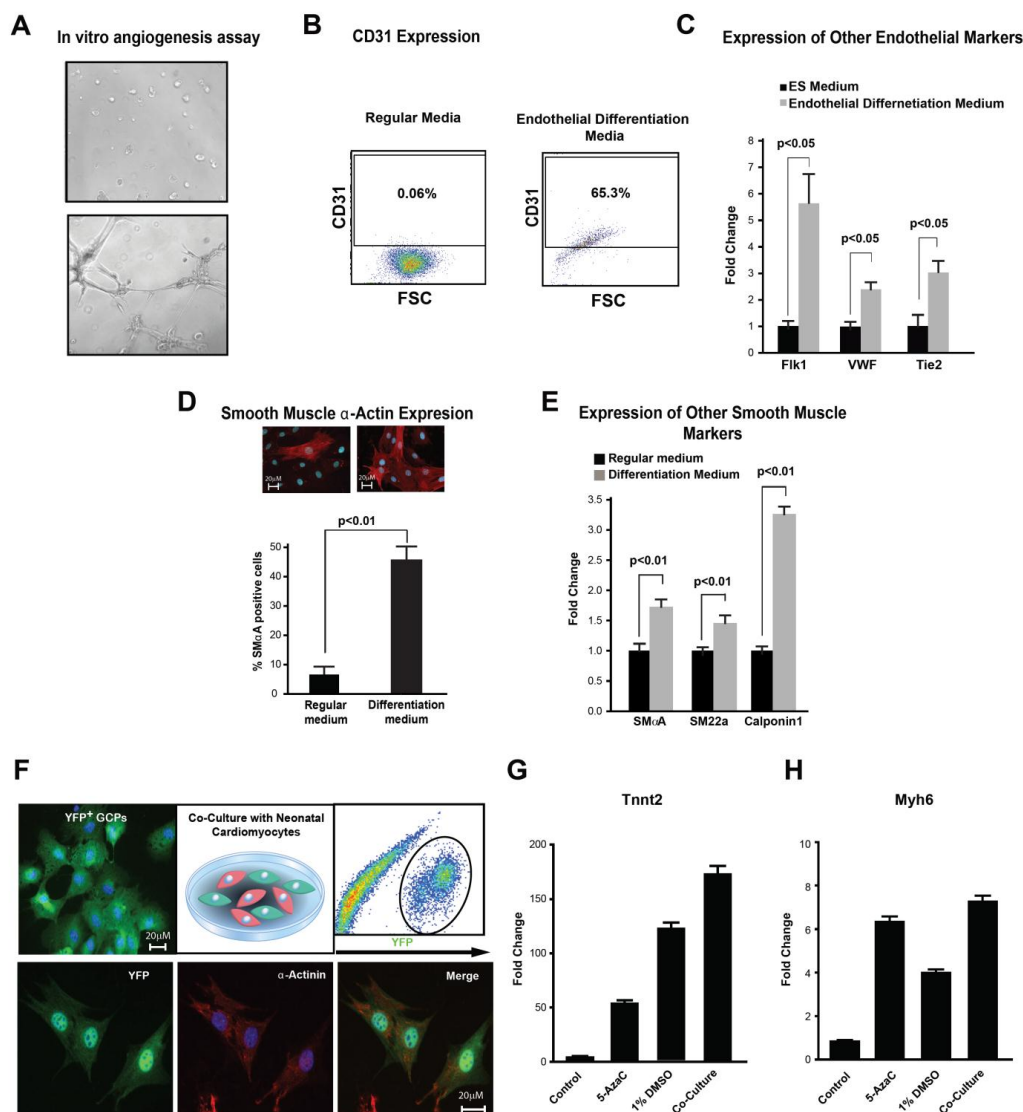 A
In vitro angiogenesis assay
B
CD31 Expression
Regular Media
CD31
0.06%
FSC
Endothelial Differentiation
Media
CD31
65.3%
FSC
C
Expression of Other Endothelial Markers
ES Medium
Endothelial Differnetiation Medium
Fold Change
8
7
6
5
4
3
2
1
0
p<0.05
p<0.05
p<0.05
Flk1
VWF
Tie2
D
Smooth Muscle α-Actin Expresion
20μM
20μM
p<0.01
% SMαA positive cells
50
40
30
20
10
0
Regular
medium
Differentiation
medium
E
Expression of Other Smooth Muscle
Markers
Regular medium
Differentiation Medium
Fold Change
3.5
3.0
2.5
2.0
1.5
1.0
0.5
0.0
p<0.01
p<0.01
p<0.01
SMαA
SM22a
Calponin1
F
YFP+ GCPs
20μM
Co-Culture with Neonatal
Cardiomyocytes
YFP
YFP
α-Actinin
Merge
20μM
G
Tnnt2
Fold Change
200
150
100
50
0
Control
5-AzaC
1% DMSO
Co-Culture
H
Myh6
Fold Change
8
6
4
2
0
Control
5-AzaC
1% DMSO
Co-Culture